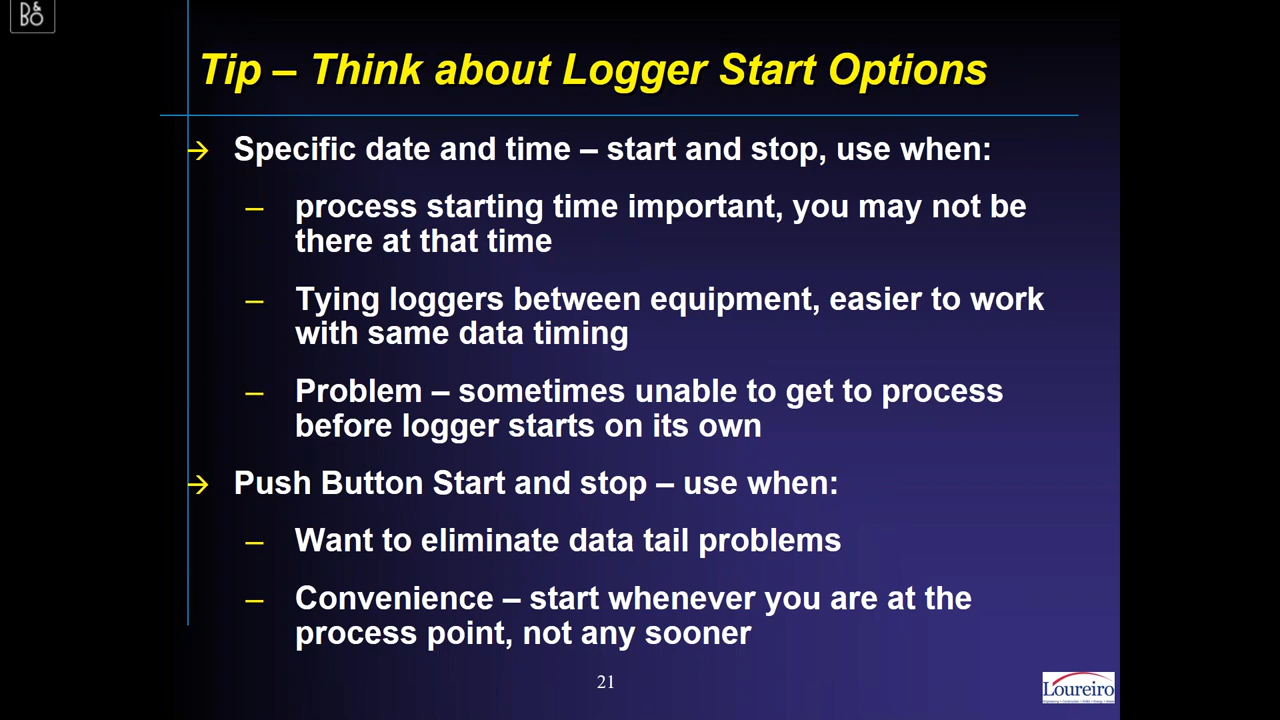 B&O
Tip – Think about Logger Start Options
→ Specific date and time – start and stop, use when:
– process starting time important, you may not be
there at that time
– Tying loggers between equipment, easier to work
with same data timing
– Problem – sometimes unable to get to process
before logger starts on its own
→ Push Button Start and stop – use when:
– Want to eliminate data tail problems
– Convenience – start whenever you are at the
process point, not any sooner
21
Loureiro